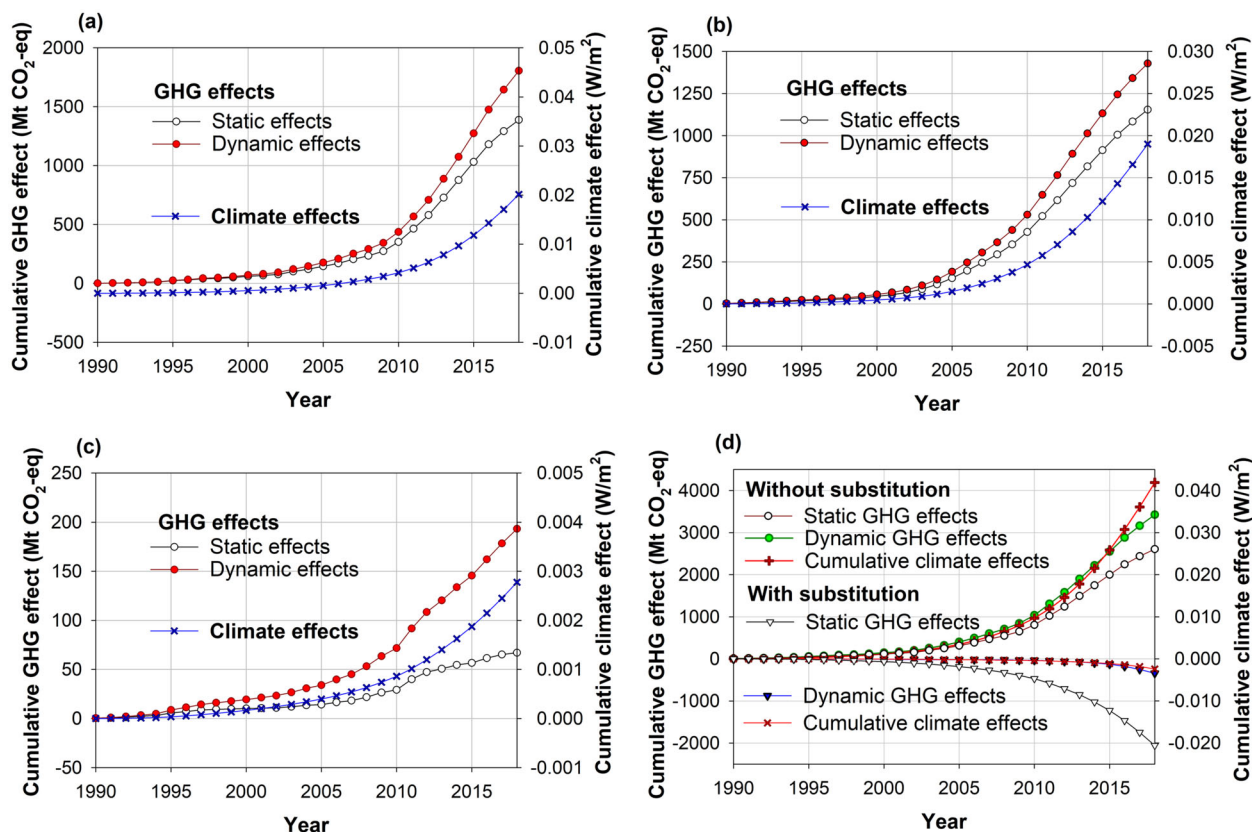 (a)
Cumulative GHG effect (Mt CO₂-eq)
2000
1500
1000
500
0
-500
GHG effects
Static effects
Dynamic effects
Climate effects
0.05
0.04
0.03
0.02
0.01
0.00
-0.01
Cumulative climate effect (W/m²)
1990 1995 2000 2005 2010 2015
Year
(b)
Cumulative GHG effect (Mt CO₂-eq)
1500
1250
1000
750
500
250
0
-250
GHG effects
Static effects
Dynamic effects
Climate effects
0.030
0.025
0.020
0.015
0.010
0.005
0.000
-0.005
Cumulative climate effect (W/m²)
1990 1995 2000 2005 2010 2015
Year
(c)
Cumulative GHG effect (Mt CO₂-eq)
250
200
150
100
50
0
50
GHG effects
Static effects
Dynamic effects
Climate effects
0.005
0.004
0.003
0.002
0.001
0.000
-0.001
Cumulative climate effect (W/m²)
1990 1995 2000 2005 2010 2015
Year
(d)
Cumulative GHG effect (Mt CO₂-eq)
4000
3000
2000
1000
0
-1000
-2000
Without substitution
Static GHG effects
Dynamic GHG effects
Cumulative climate effects
With substitution
Static GHG effects
Dynamic GHG effects
Cumulative climate effects
0.040
0.030
0.020
0.010
0.000
-0.010
-0.020
Cumulative climate effect (W/m²)
1990 1995 2000 2005 2010 2015
Year